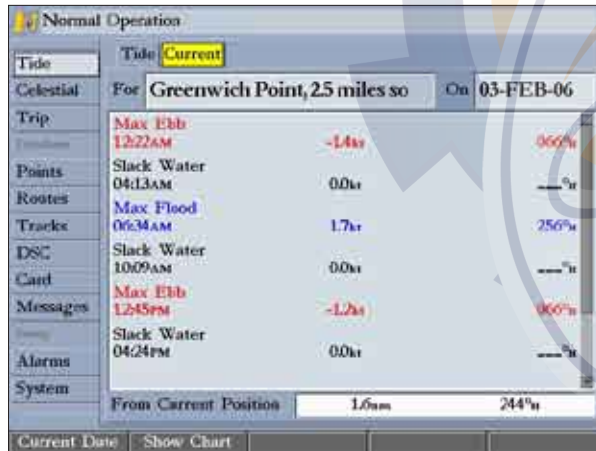 Normal Operation
Tide Current
Tide
Celestial
Trip
Points
Routes
Tracks
DSC
Card
Messages
Alarms
System
For Greenwich Point, 2.5 miles so On 03-FEB-06
Max Ebb
12:22AM -1.4kt 066°M
Slack Water
04:13AM 0.0kt ___°M
Max Flood
06:34AM 1.7kt 256°M
Slack Water
10:09AM 0.0kt ___°M
Max Ebb
12:45PM -1.2kt 066°M
Slack Water
04:24PM 0.0kt ___°M
From Current Position 1.6nm 244°M
Current Date Show Chart